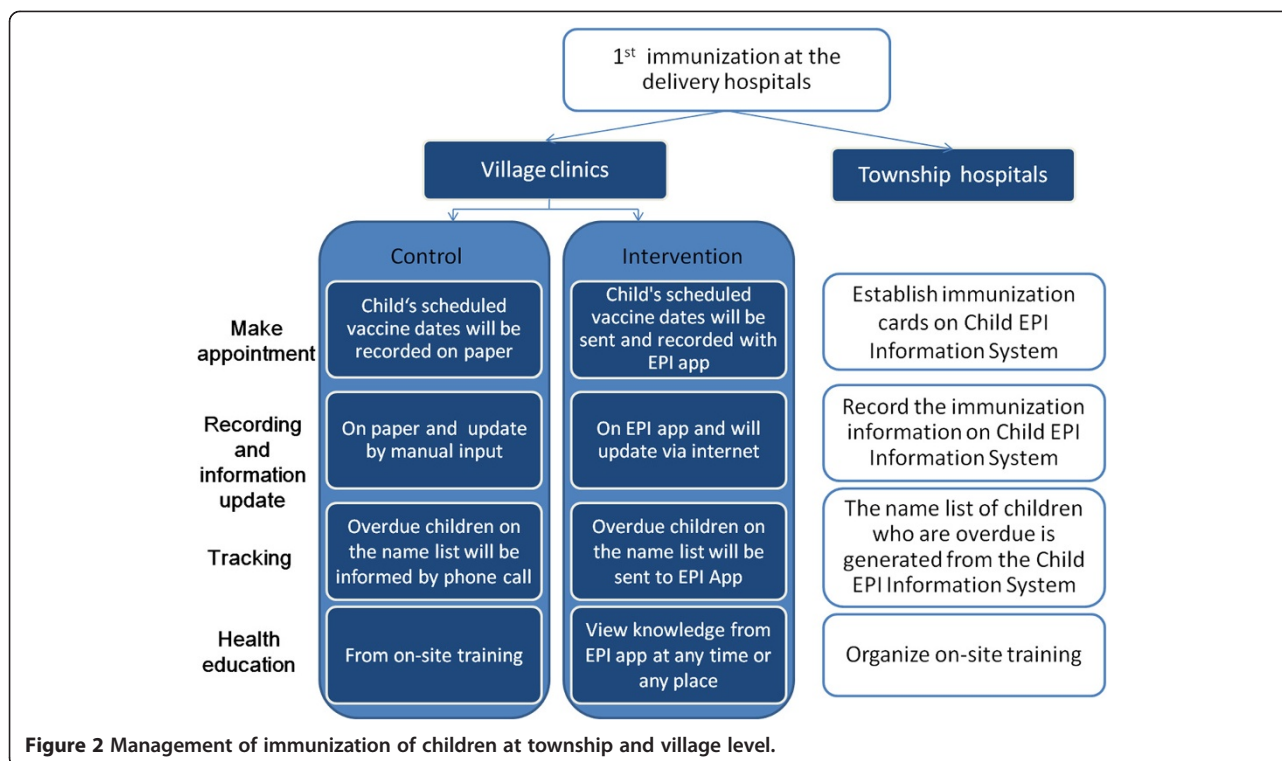 1st immunization at the
delivery hospitals
Village clinics
Township hospitals
Control
Intervention
Make
appointment
Child‘s scheduled
vaccine dates will be
recorded on paper
Child's scheduled
vaccine dates will be
sent and recorded with
EPI app
Establish immunization
cards on Child EPI
Information System
Recording
and
information
update
On paper and update
by manual input
On EPI app and will
update via internet
Record the immunization
information on Child EPI
Information System
Tracking
Overdue children on
the name list will be
informed by phone call
Overdue children on
the name list will be
sent to EPI App
The name list of children
who are overdue is
generated from the Child
EPI Information System
Health
education
From on-site training
View knowledge from
EPI app at any time or
any place
Organize on-site training
Figure 2 Management of immunization of children at township and village level.